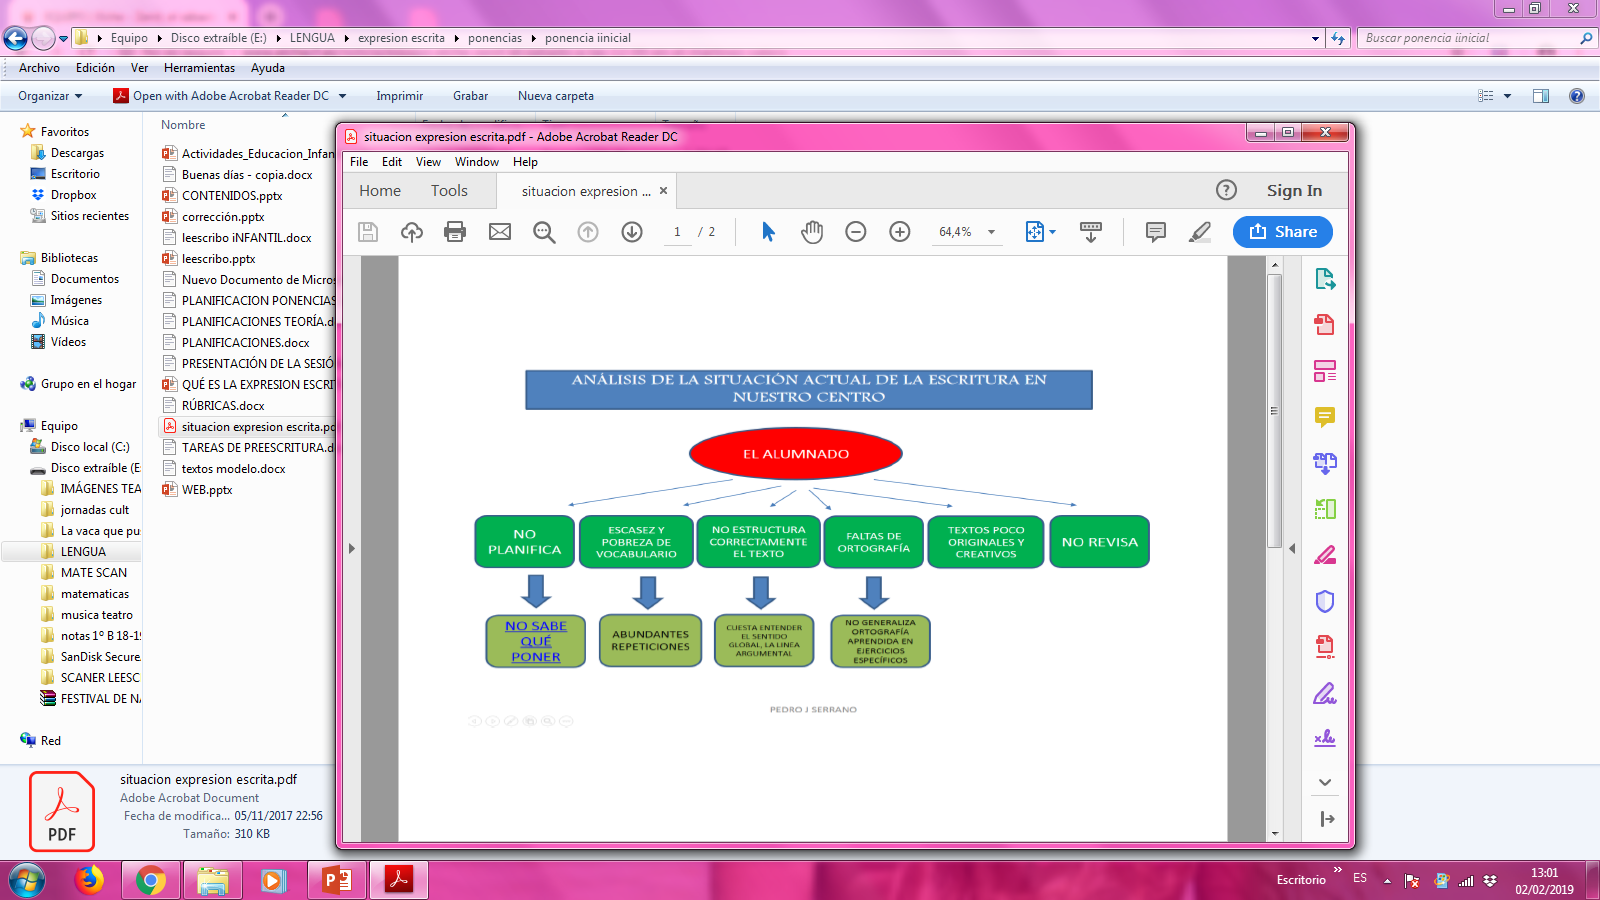 Equipo ▸ Disco extraíble (E:) ▸ LENGUA ▸ expresion escrita ▸ ponencias ▸ ponencia iinicial
Buscar ponencia iinicial
Archivo Edición Ver Herramientas Ayuda
Organizar Open with Adobe Acrobat Reader DC Imprimir Grabar Nueva carpeta
Favoritos
Descargas
Escritorio
Dropbox
Sitios recientes
Bibliotecas
Documentos
Imágenes
Música
Vídeos
Grupo en el hogar
Equipo
Disco local (C:)
Disco extraíble (E
IMÁGENES TEA
jornadas cult
La vaca que pu
LENGUA
MATE SCAN
matematicas
musica teatro
notas 1º B 18-19
SanDisk Secure
SCANER LEESC
FESTIVAL DE NA
Red
Nombre
Actividades_Educacion_Infan
Buenas días - copia.docx
CONTENIDOS.pptx
corrección.pptx
leescribo iNFANTIL.docx
leescribo.pptx
Nuevo Documento de Micros
PLANIFICACION PONENCIAS
PLANIFICACIONES TEORÍA.d
PLANIFICACIONES.docx
PRESENTACIÓN DE LA SESIÓ
QUÉ ES LA EXPRESION ESCRI
RÚBRICAS.docx
situacion expresion escrita.pd
TAREAS DE PREESCRITURA.d
textos modelo.docx
WEB.pptx
situacion expresion escrita.pdf - Adobe Acrobat Reader DC
File Edit View Window Help
Home Tools situacion expresion ... × Sign In
1 / 2 64,4% Share
ANÁLISIS DE LA SITUACIÓN ACTUAL DE LA ESCRITURA EN
NUESTRO CENTRO
EL ALUMNADO
NO
PLANIFICA
ESCASEZ Y
POBREZA DE
VOCABULARIO
NO ESTRUCTURA
CORRECTAMENTE
EL TEXTO
FALTAS DE
ORTOGRAFÍA
TEXTOS POCO
ORIGINALES Y
CREATIVOS
NO REVISA
NO SABE
QUÉ
PONER
ABUNDANTES
REPETICIONES
CUESTA ENTENDER
EL SENTIDO
GLOBAL, LA LINEA
ARGUMENTAL
NO GENERALIZA
ORTOGRAFÍA
APRENDIDA EN
EJERCICIOS
ESPECÍFICOS
PEDRO J SERRANO
PDF
situacion expresion escrita.pdf
Adobe Acrobat Document
Fecha de modifica... 05/11/2017 22:56
Tamaño: 310 KB
Escritorio » ES
13:01
02/02/2019